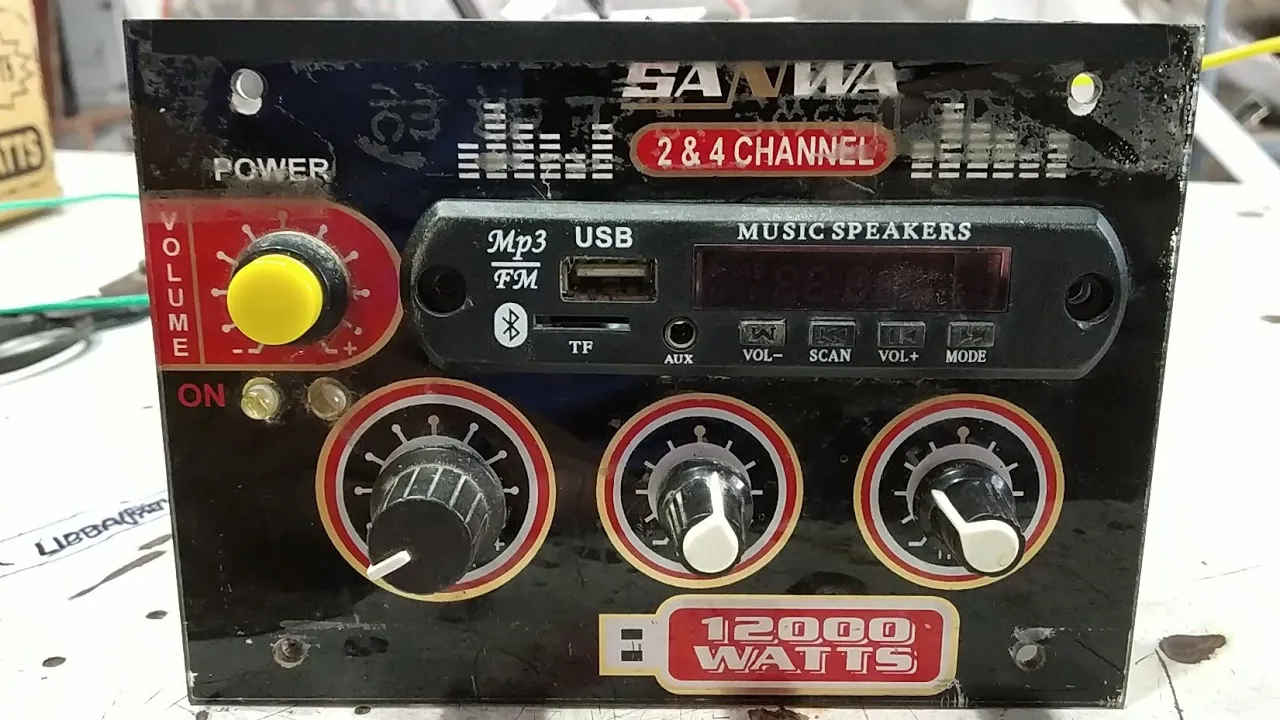 SANWA
2 & 4 CHANNEL
POWER
VOLUME
- +
Mp3
FM
USB
MUSIC SPEAKERS
TF
AUX
VOL-
SCAN
VOL+
MODE
ON
12000
WATTS